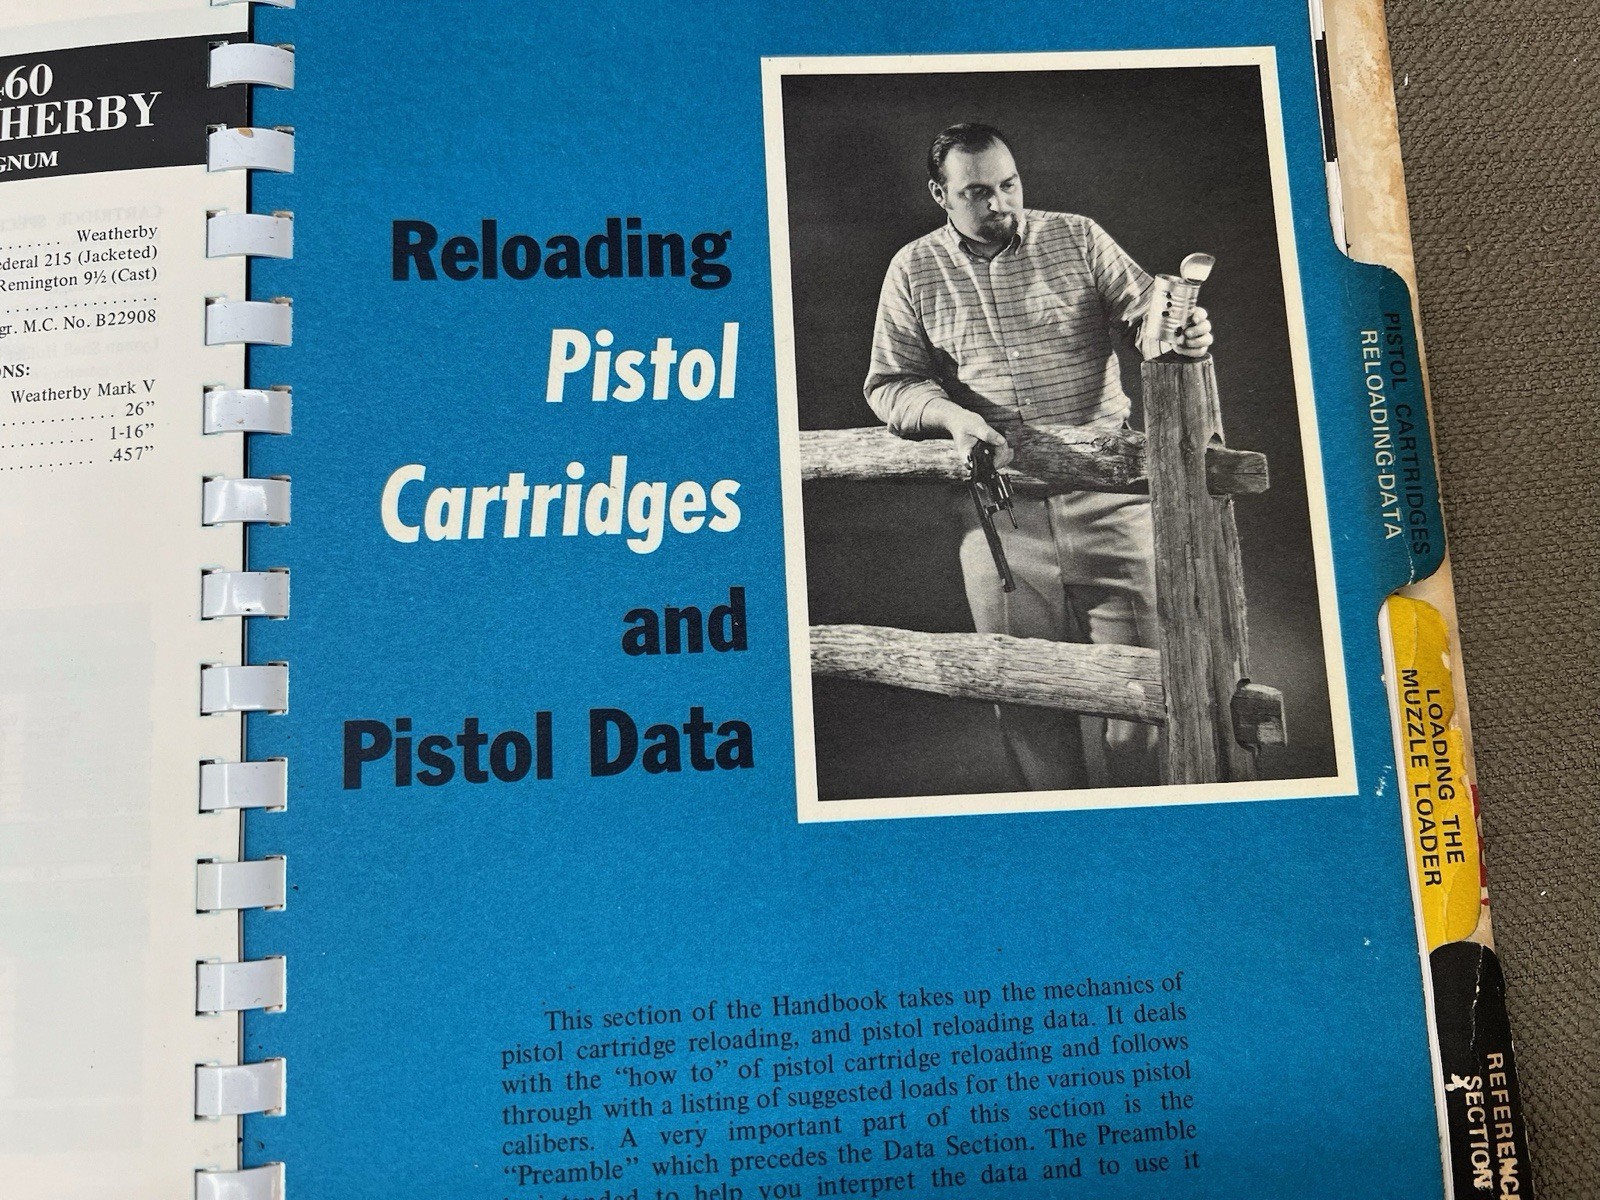 60
HERBY
GNUM
Weatherby
ederal 215 (Jacketed)
Remington 9½ (Cast)
gr. M.C. No. B22908
ONS:
Weatherby Mark V
26”
1-16”
.457”
Reloading
Pistol
Cartridges
and
Pistol Data
This section of the Handbook takes up the mechanics of
pistol cartridge reloading, and pistol reloading data. It deals
with the “how to” of pistol cartridge reloading and follows
through with a listing of suggested loads for the various pistol
calibers. A very important part of this section is the
“Preamble” which precedes the Data Section. The Preamble
to help you interpret the data and to use it
PISTOL CARTRIDGES
RELOADING-DATA
LOADING THE
MUZZLE LOADER
REFERENC
SECTION